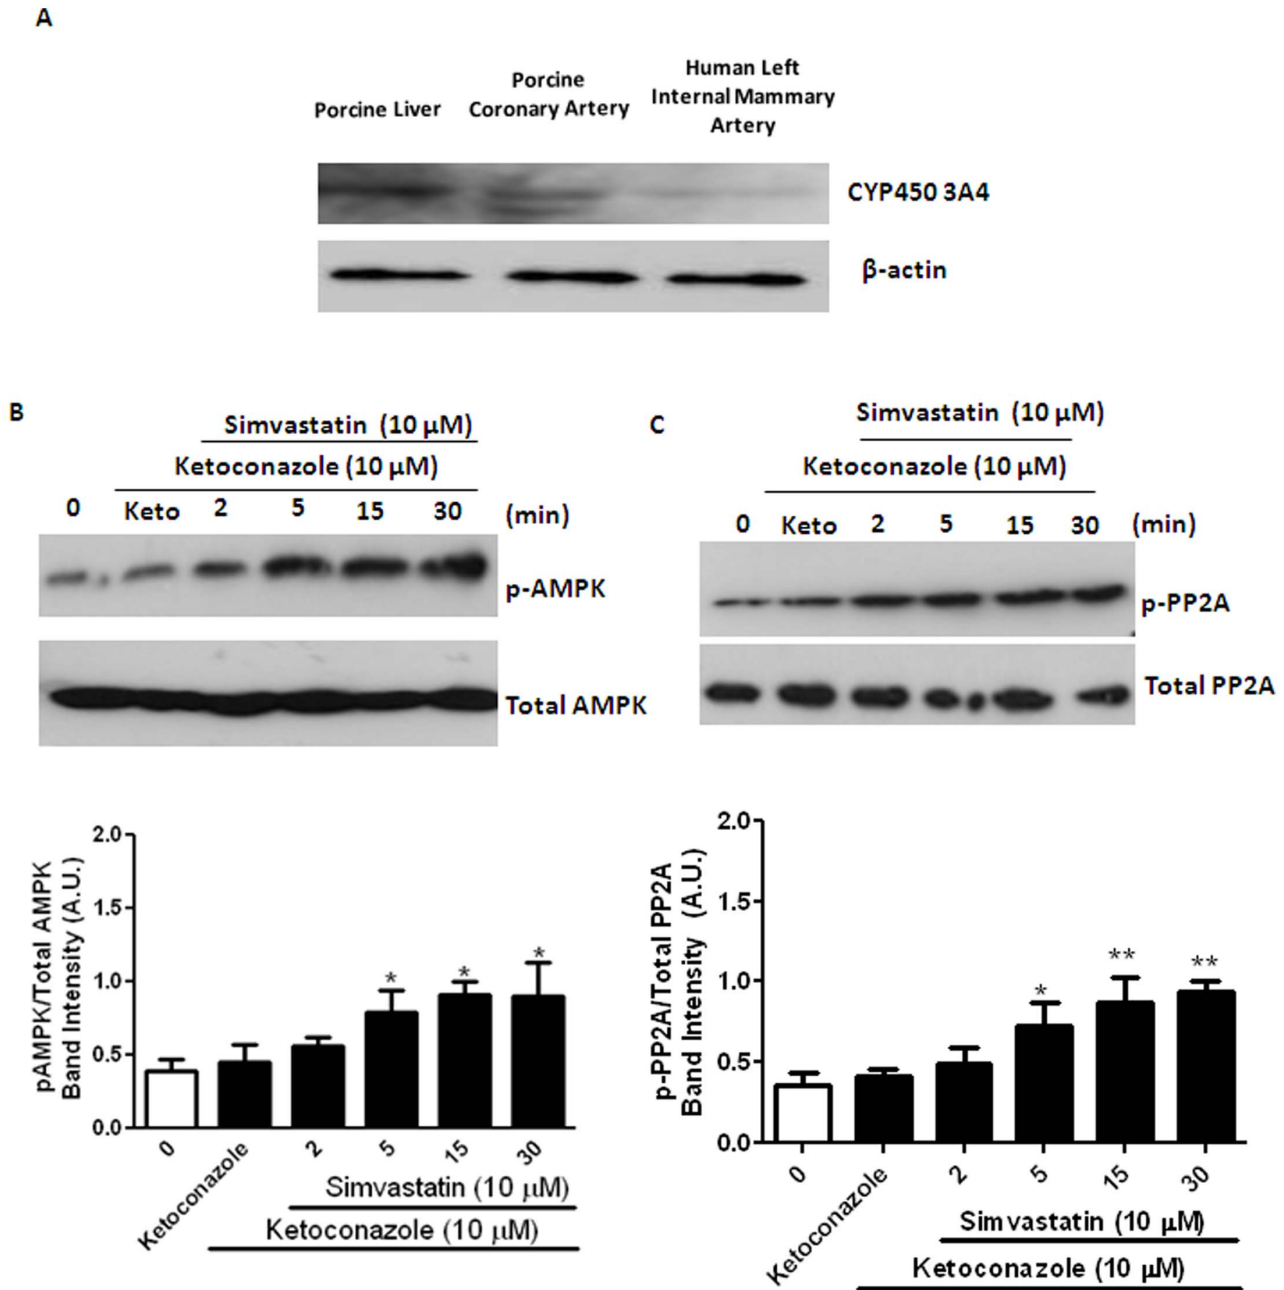 A
Porcine Liver
Porcine
Coronary Artery
Human Left
Internal Mammary
Artery
CYP450 3A4
β-actin
B
Simvastatin (10 μM)
Ketoconazole (10 μM)
0 Keto 2 5 15 30 (min)
p-AMPK
Total AMPK
pAMPK/Total AMPK
Band Intensity (A.U.)
2.0
1.5
1.0
0.5
0.0
* * *
0 Ketoconazole 2 5 15 30
Simvastatin (10 μM)
Ketoconazole (10 μM)
C
Simvastatin (10 μM)
Ketoconazole (10 μM)
0 Keto 2 5 15 30 (min)
p-PP2A
Total PP2A
p-PP2A/Total PP2A
Band Intensity (A.U.)
2.0
1.5
1.0
0.5
0.0
* ** **
0 Ketoconazole 2 5 15 30
Simvastatin (10 μM)
Ketoconazole (10 μM)